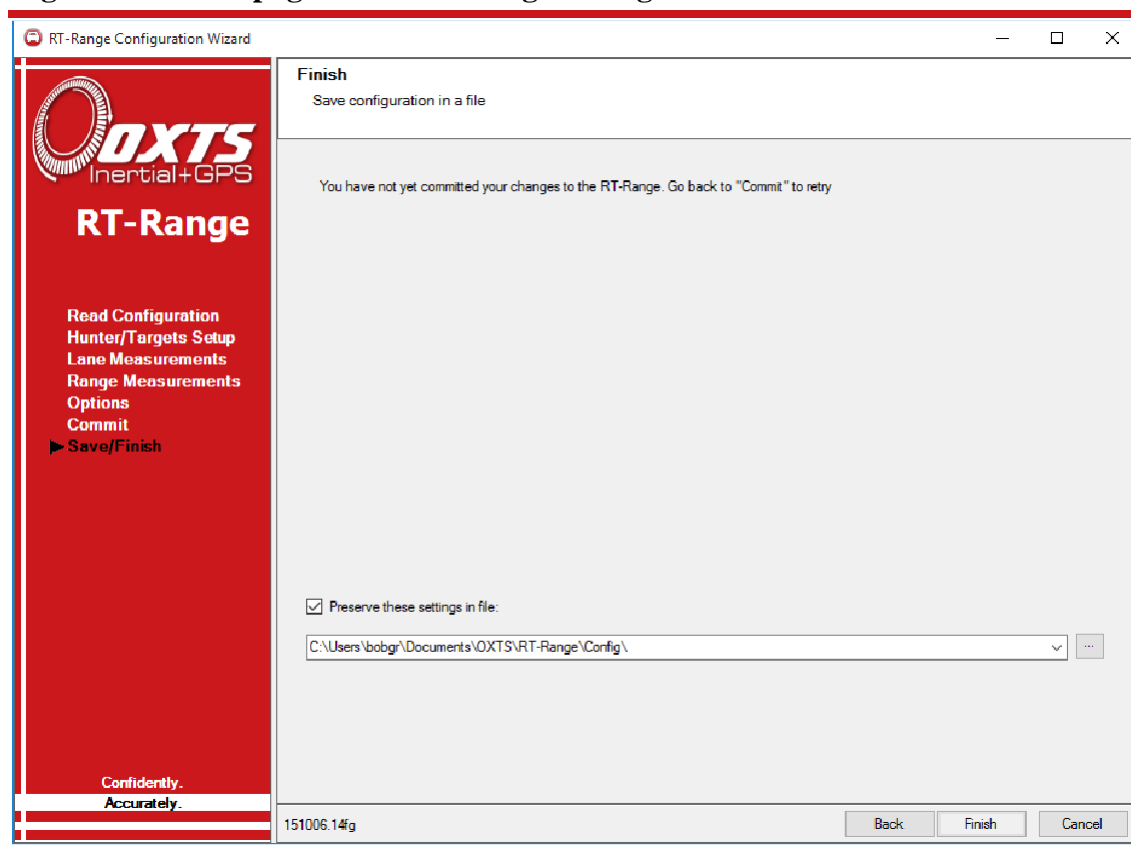 RT-Range Configuration Wizard
OXTS
Inertial+GPS
RT-Range
Read Configuration
Hunter/Targets Setup
Lane Measurements
Range Measurements
Options
Commit
Save/Finish
Confidently.
Accurately.
Finish
Save configuration in a file
You have not yet committed your changes to the RT-Range. Go back to "Commit" to retry
Preserve these settings in file:
C:\Users\bobgr\Documents\OXTS\RT-Range\Config\
...
151006.14fg
Back
Finish
Cancel